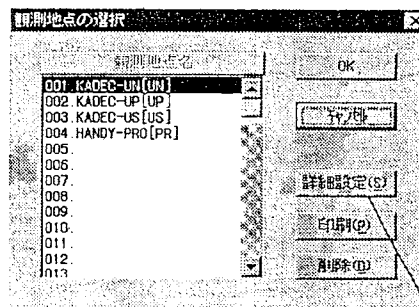 観測地点の選択
観測地点名
001.KADEC-UN[UN]
002.KADEC-UP[UP]
003.KADEC-US[US]
004.HANDY-PRO[PR]
005.
006.
007.
008.
009.
010.
011.
012.
013
OK
ｷｬﾝｾﾙ
詳細設定(S)
印刷(P)
削除(D)